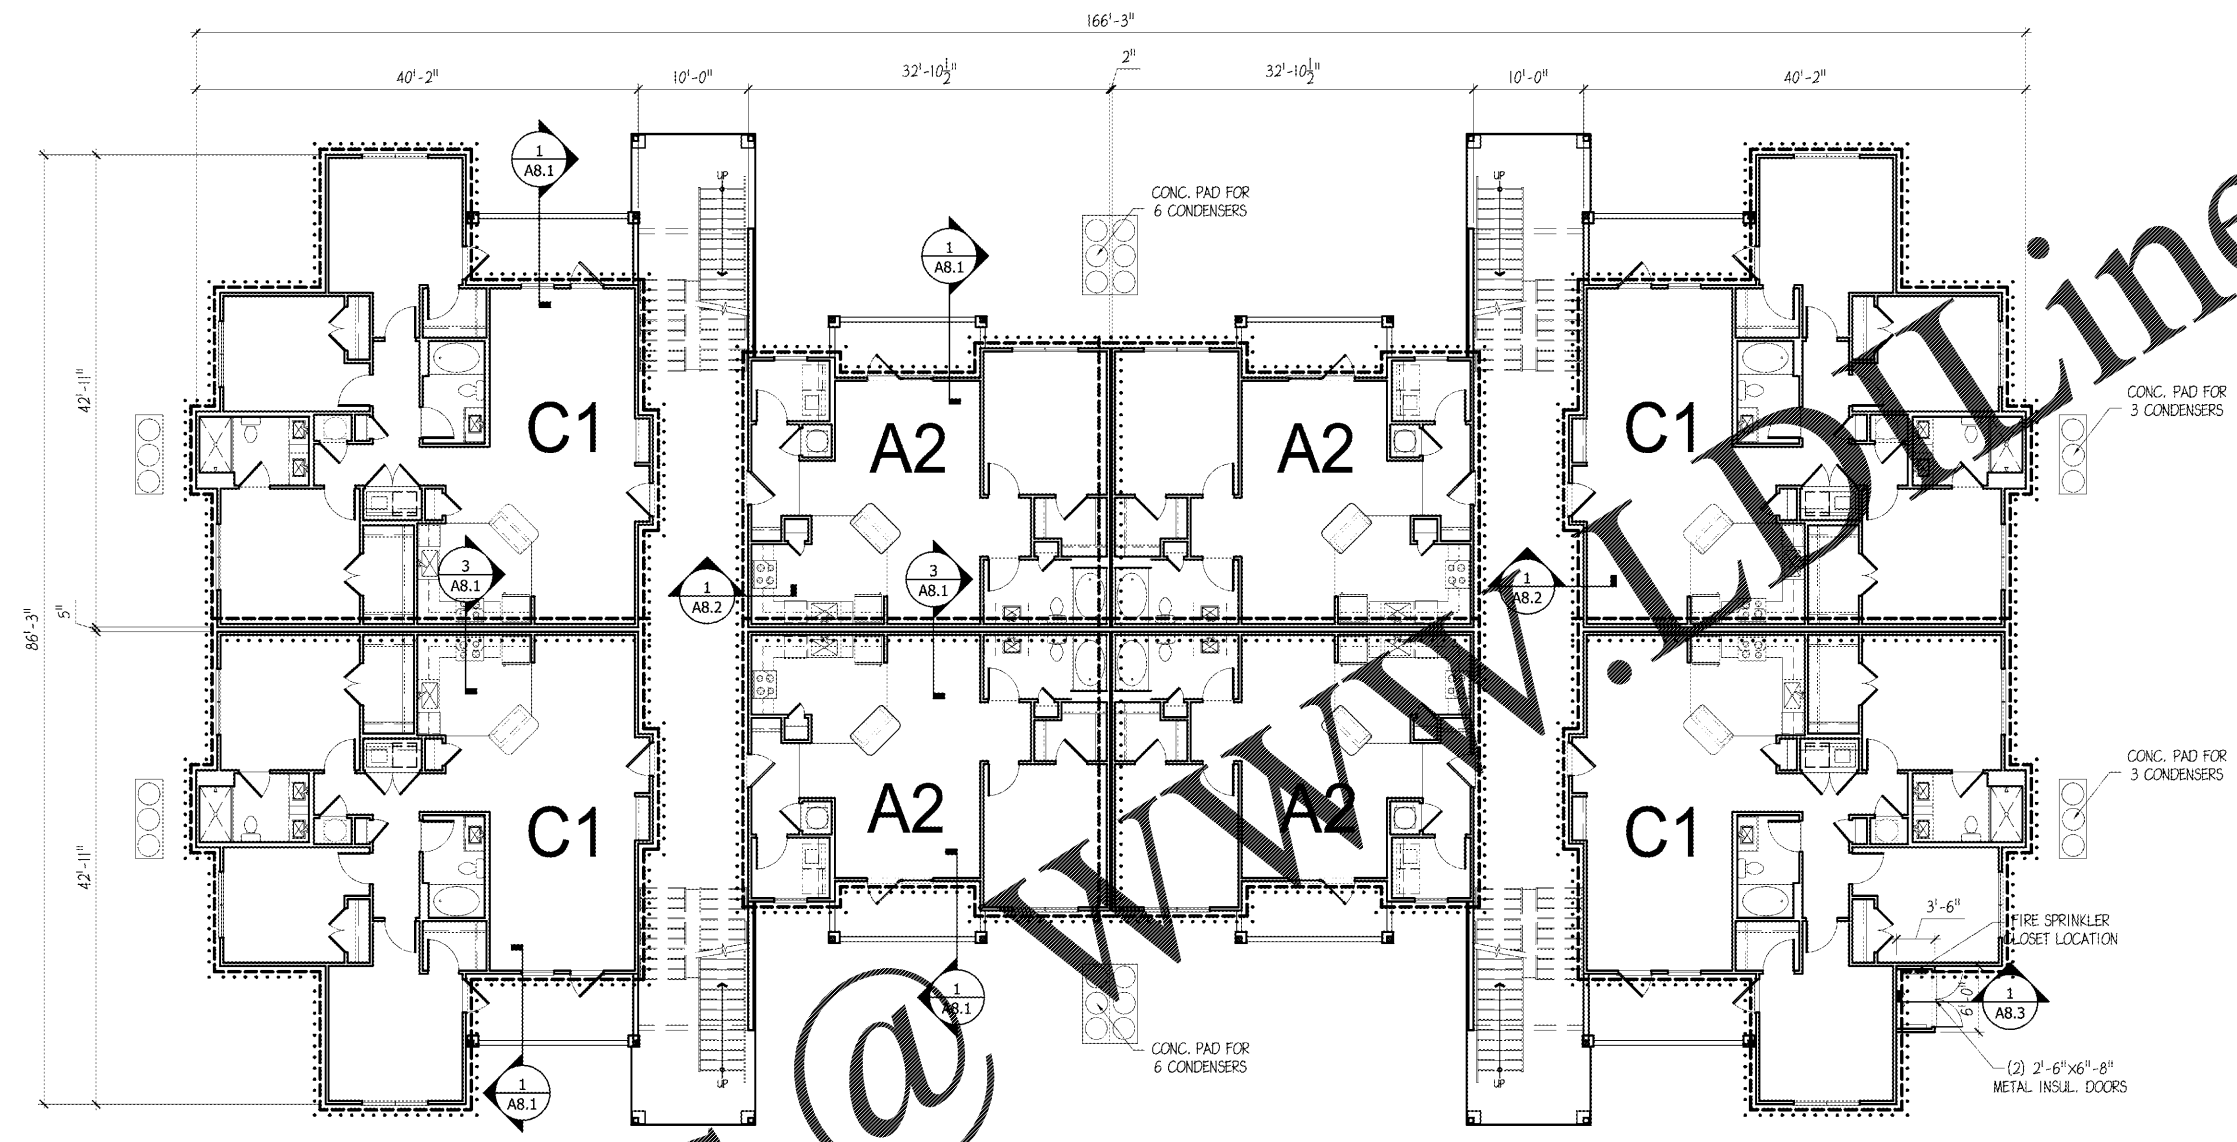 166'-3"
40'-2"
10'-0"
32'-10½"
2"
32'-10½"
10'-0"
40'-2"
1
A8.1
UP
UP
CONC. PAD FOR
6 CONDENSERS
1
A8.1
42'-11"
C1
A2
A2
C1
CONC. PAD FOR
3 CONDENSERS
www.LDILine
3
A8.1
1
A8.2
3
A8.1
1
A8.2
86'-3"
5"
CONC. PAD FOR
3 CONDENSERS
42'-11"
C1
A2
A2
C1
3'-6"
FIRE SPRINKLER
CLOSET LOCATION
@
1
A8.1
6'-0"
1
A8.3
CONC. PAD FOR
6 CONDENSERS
1
A8.1
UP
UP
(2) 2'-6"x6"-8"
METAL INSUL. DOORS